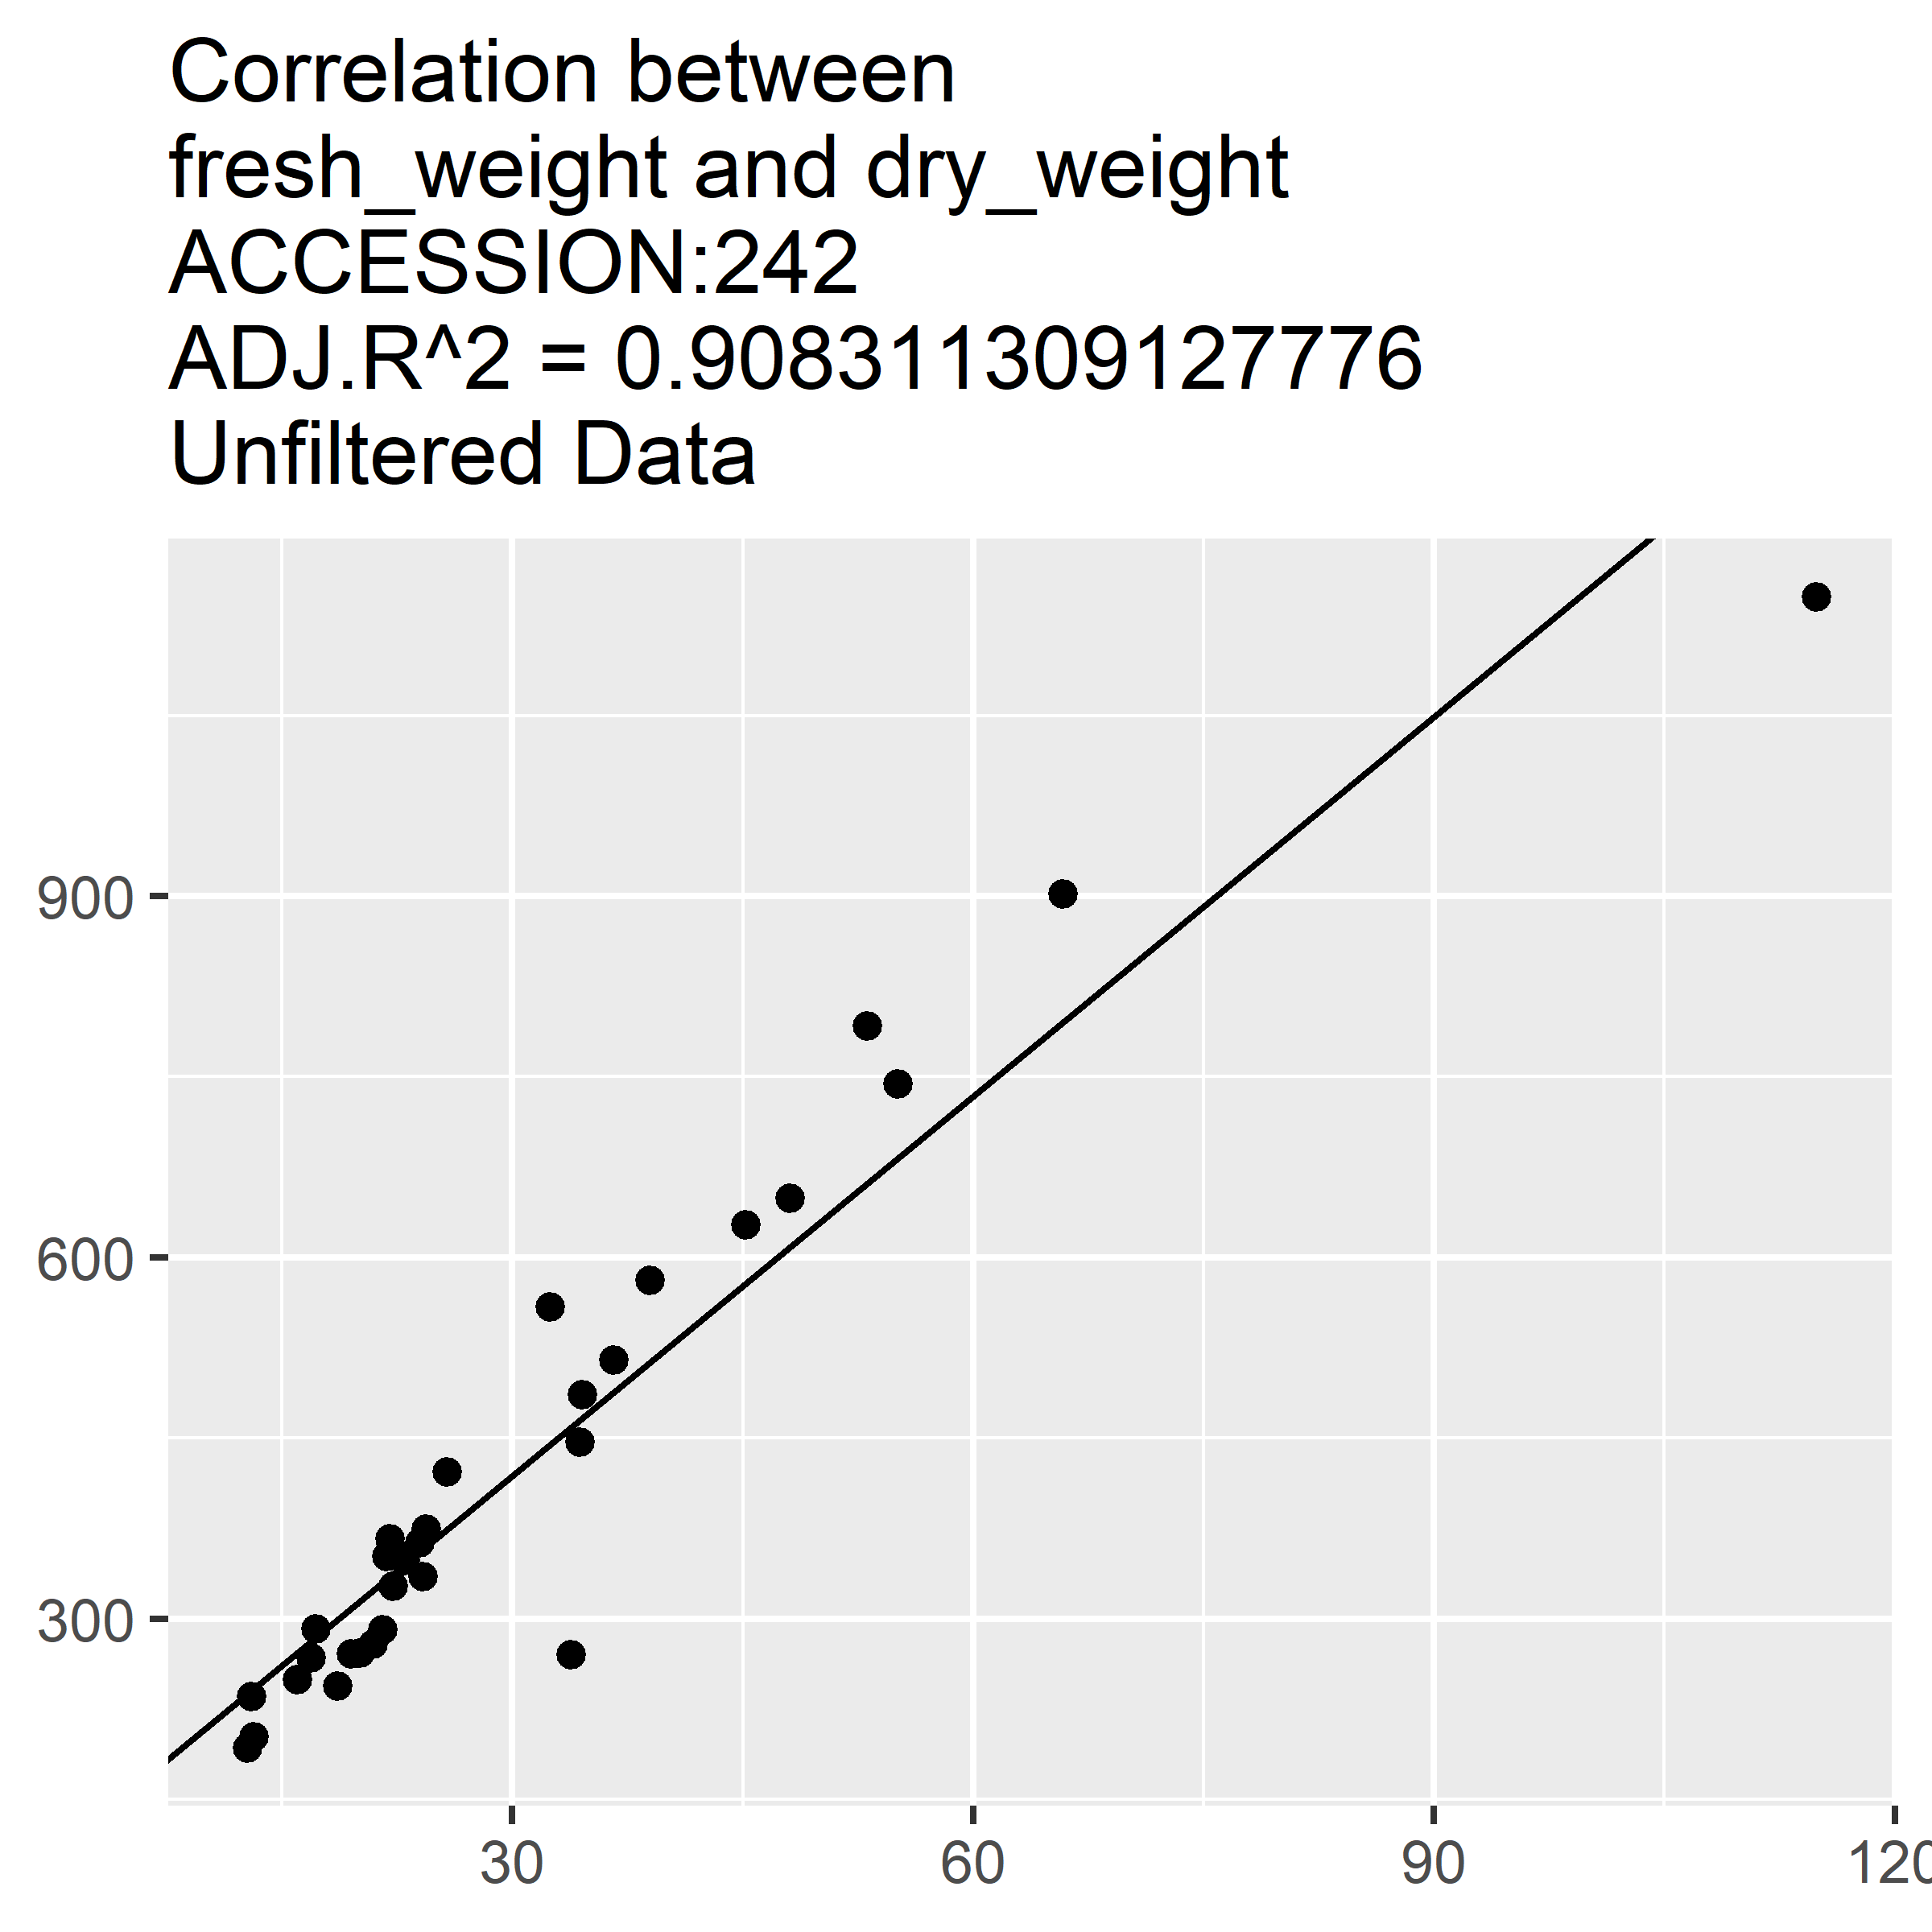 Correlation between
fresh_weight and dry_weight
ACCESSION:242
ADJ.R^2 = 0.908311309127776
Unfiltered Data
900
600
300
30 60 90 120